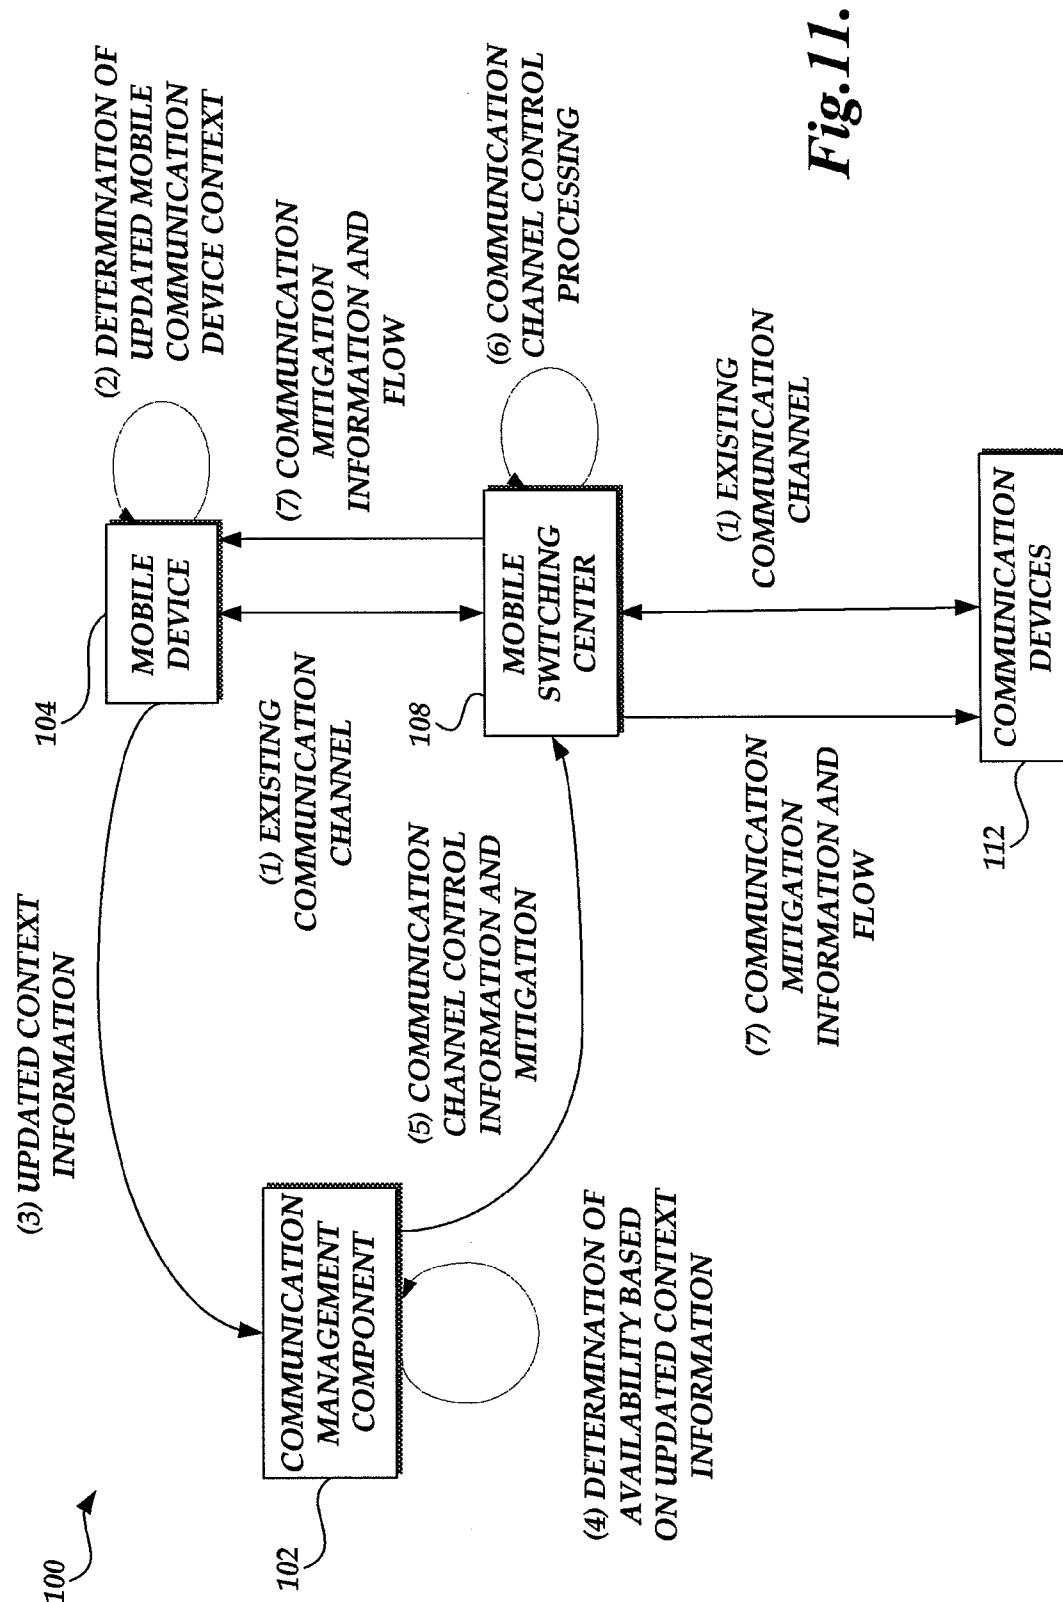 100
(3) UPDATED CONTEXT
INFORMATION
104
MOBILE
DEVICE
(2) DETERMINATION OF
UPDATED MOBILE
COMMUNICATION
DEVICE CONTEXT
(1) EXISTING
COMMUNICATION
CHANNEL
(7) COMMUNICATION
MITIGATION
INFORMATION AND
FLOW
102
COMMUNICATION
MANAGEMENT
COMPONENT
(5) COMMUNICATION
CHANNEL CONTROL
INFORMATION AND
MITIGATION
108
MOBILE
SWITCHING
CENTER
(6) COMMUNICATION
CHANNEL CONTROL
PROCESSING
(4) DETERMINATION OF
AVAILABILITY BASED
ON UPDATED CONTEXT
INFORMATION
(7) COMMUNICATION
MITIGATION
INFORMATION AND
FLOW
(1) EXISTING
COMMUNICATION
CHANNEL
112
COMMUNICATION
DEVICES
Fig.11.